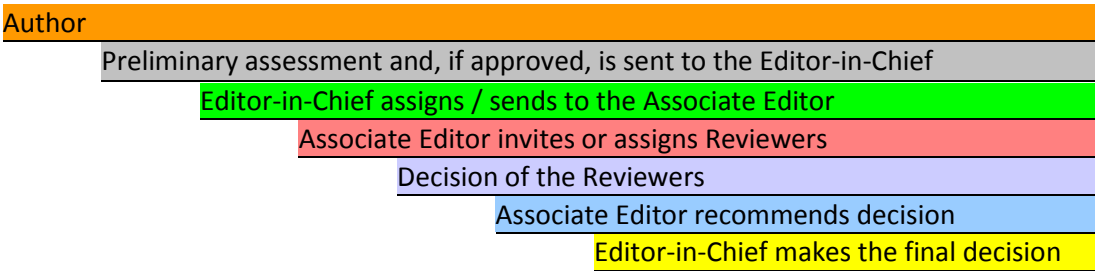 Author
Preliminary assessment and, if approved, is sent to the Editor-in-Chief
Editor-in-Chief assigns / sends to the Associate Editor
Associate Editor invites or assigns Reviewers
Decision of the Reviewers
Associate Editor recommends decision
Editor-in-Chief makes the final decision